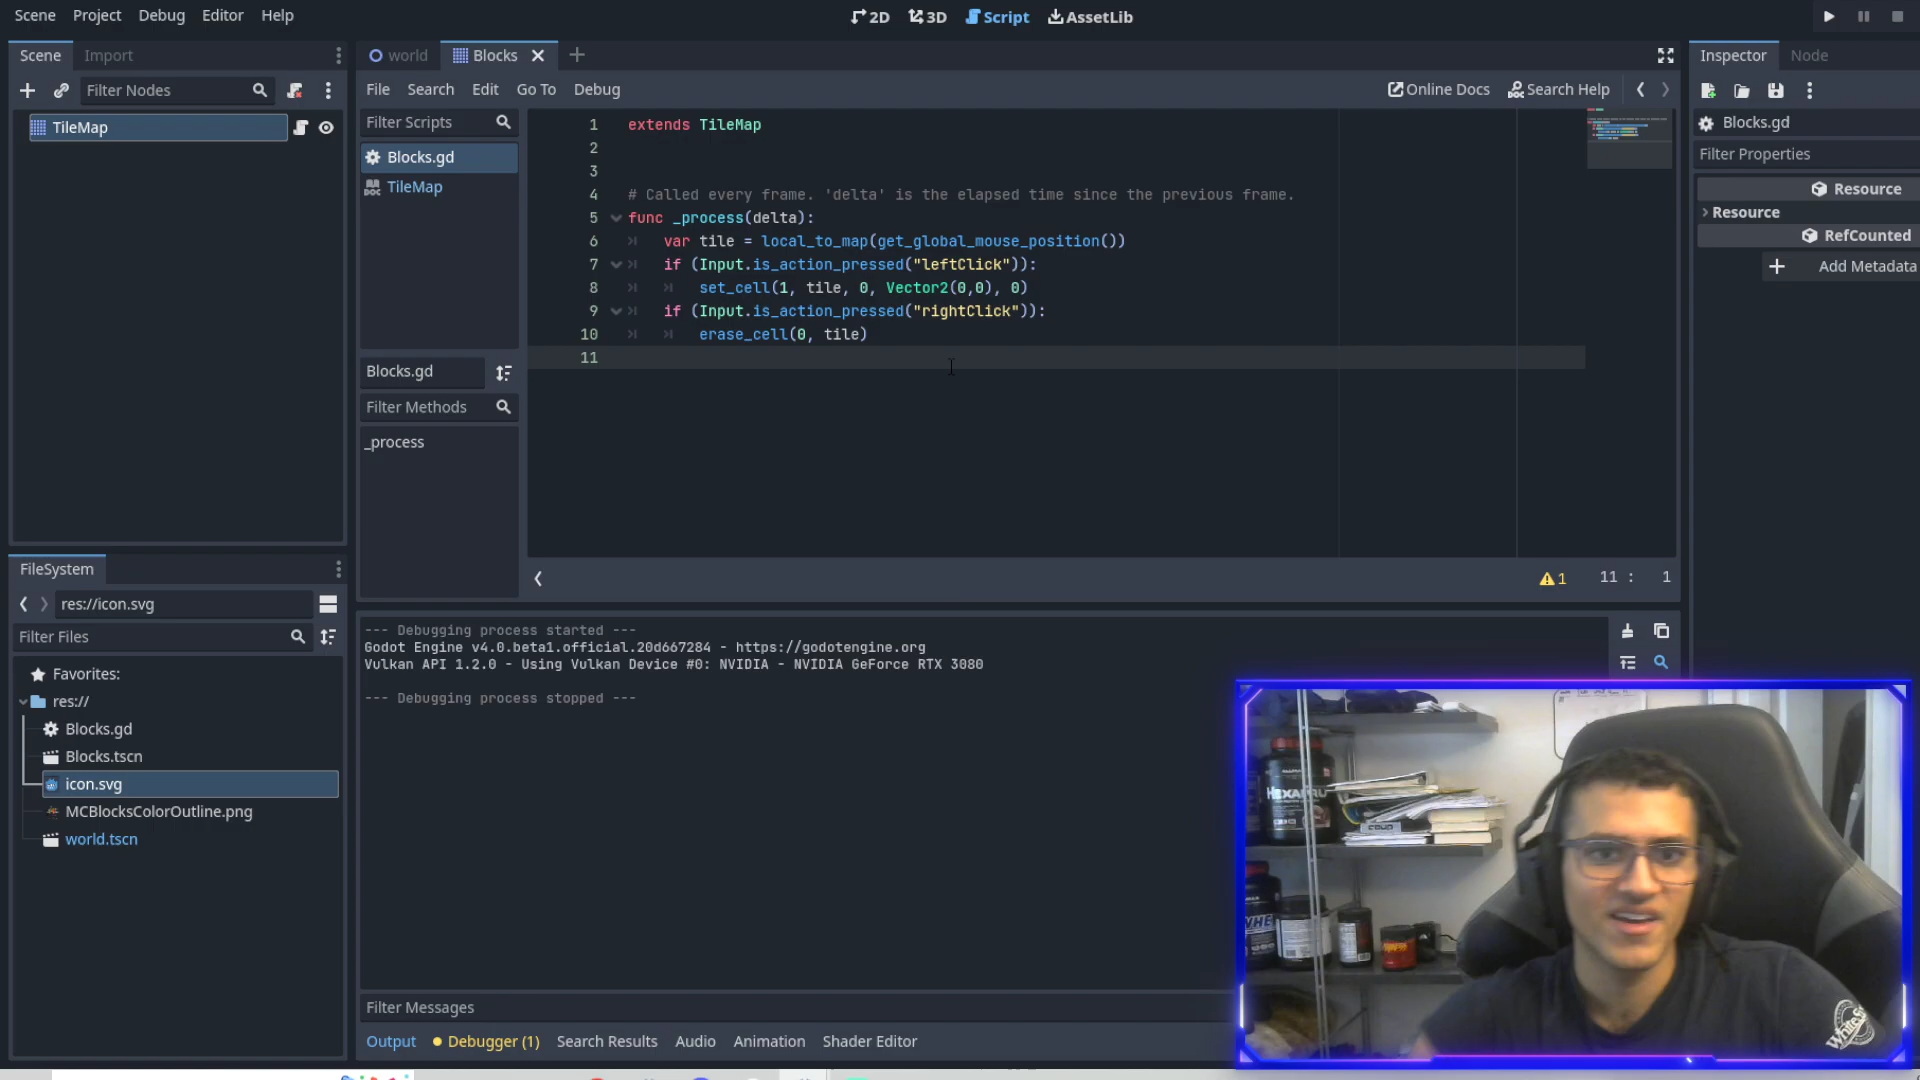 Scene Project Debug Editor Help
2D 3D Script AssetLib
Scene Import
world Blocks
Inspector Node
Filter Nodes
File Search Edit Go To Debug
Online Docs Search Help
TileMap
Filter Scripts
Blocks.gd
TileMap
Blocks.gd
Filter Methods
_process
1 extends TileMap
2
3
4 # Called every frame. 'delta' is the elapsed time since the previous frame.
5 func _process(delta):
6 var tile = local_to_map(get_global_mouse_position())
7 if (Input.is_action_pressed("leftClick")):
8 set_cell(1, tile, 0, Vector2(0,0), 0)
9 if (Input.is_action_pressed("rightClick")):
10 erase_cell(0, tile)
11
1 11 : 1
Blocks.gd
Filter Properties
Resource
Resource
RefCounted
Add Metadata
FileSystem
res://icon.svg
Filter Files
Favorites:
res://
Blocks.gd
Blocks.tscn
icon.svg
MCBlocksColorOutline.png
world.tscn
--- Debugging process started ---
Godot Engine v4.0.beta1.official.20d667284 - https://godotengine.org
Vulkan API 1.2.0 - Using Vulkan Device #0: NVIDIA - NVIDIA GeForce RTX 3080
--- Debugging process stopped ---
Filter Messages
Output Debugger (1) Search Results Audio Animation Shader Editor